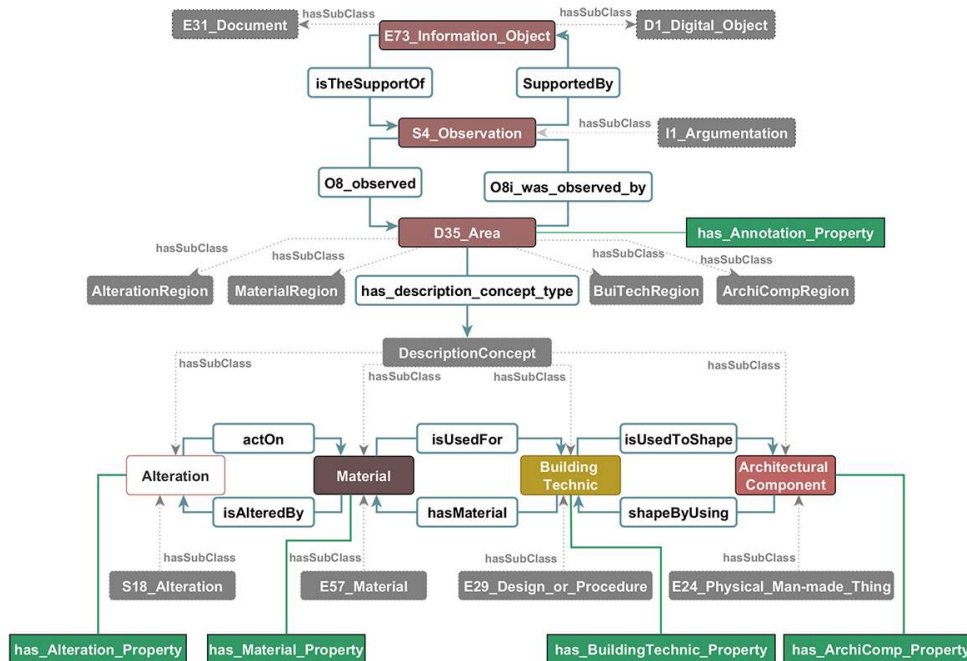 hasSubClass
hasSubClass
E31_Document
D1_Digital_Object
E73_Information_Object
isTheSupportOf
SupportedBy
hasSubClass
S4_Observation
I1_Argumentation
O8_observed
O8i_was_observed_by
D35_Area
has_Annotation_Property
hasSubClass
hasSubClass
hasSubClass
hasSubClass
AlterationRegion
MaterialRegion
has_description_concept_type
BuiTechRegion
ArchiCompRegion
DescriptionConcept
hasSubClass
hasSubClass
hasSubClass
hasSubClass
actOn
isUsedFor
isUsedToShape
Alteration
Material
Building
Technic
Architectural
Component
isAlteredBy
hasMaterial
shapeByUsing
hasSubClass
hasSubClass
hasSubClass
hasSubClass
S18_Alteration
E57_Material
E29_Design_or_Procedure
E24_Physical_Man-made_Thing
has_Alteration_Property
has_Material_Property
has_BuildingTechnic_Property
has_ArchiComp_Property